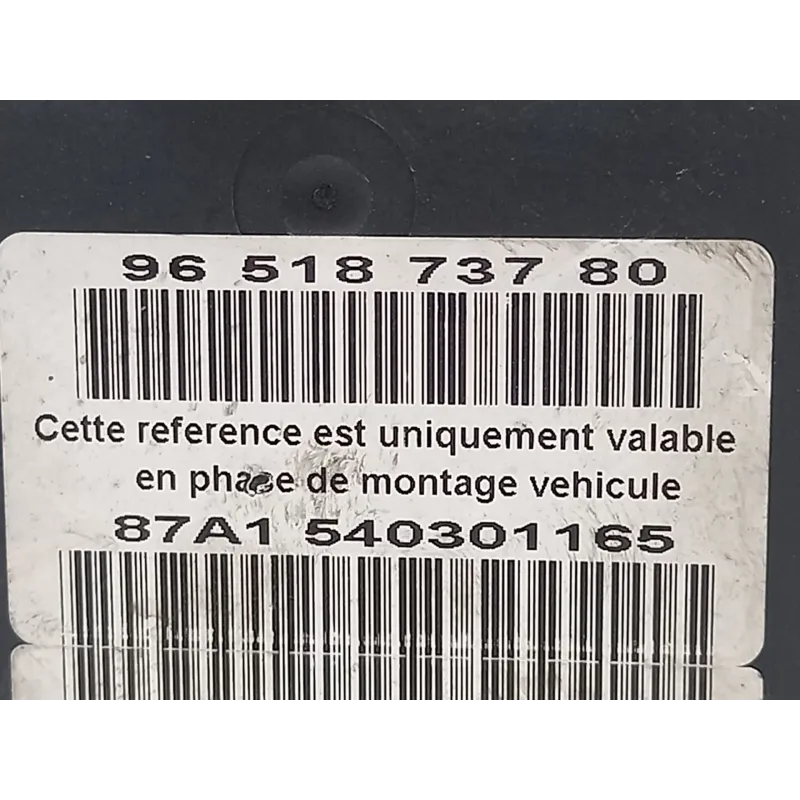 96 518 737 80
Cette reference est uniquement valable
en phase de montage vehicule
87A1 540301165